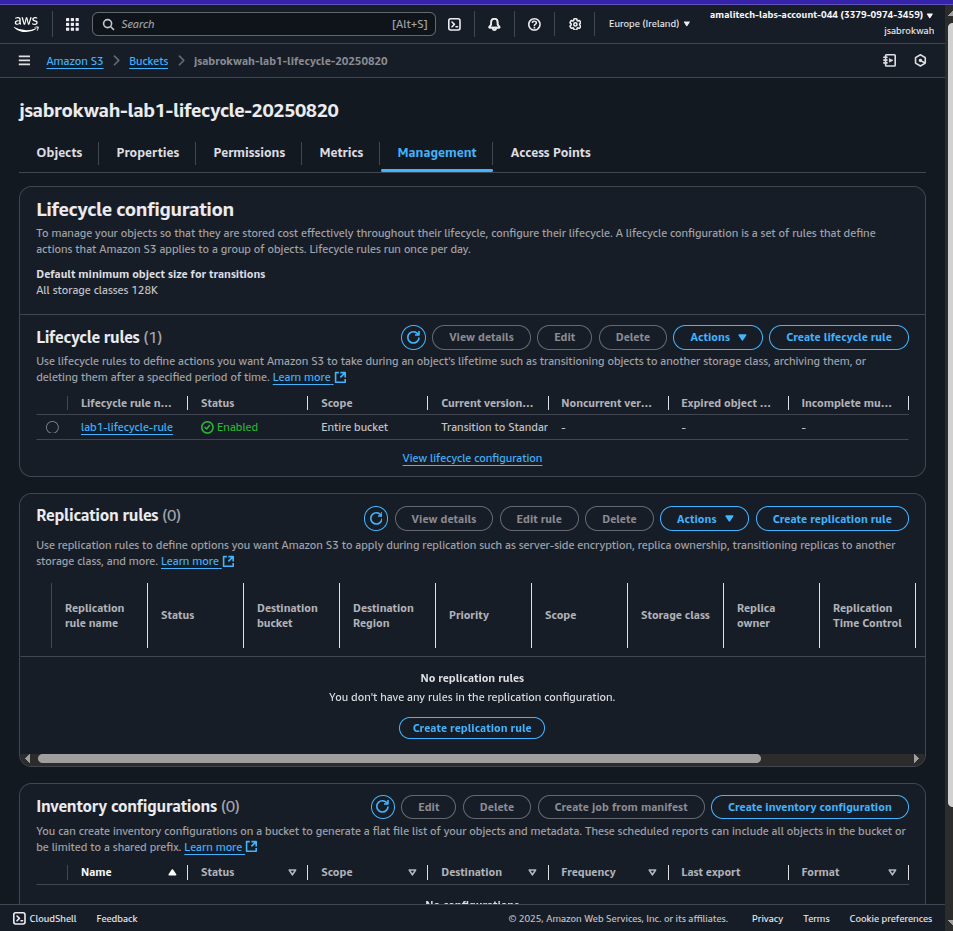 aws
Search [Alt+S]
Europe (Ireland)
amalitech-labs-account-044 (3379-0974-3459)
jsabrokwah
Amazon S3 > Buckets > jsabrokwah-lab1-lifecycle-20250820
jsabrokwah-lab1-lifecycle-20250820
Objects Properties Permissions Metrics Management Access Points
Lifecycle configuration
To manage your objects so that they are stored cost effectively throughout their lifecycle, configure their lifecycle. A lifecycle configuration is a set of rules that define
actions that Amazon S3 applies to a group of objects. Lifecycle rules run once per day.
Default minimum object size for transitions
All storage classes 128K
Lifecycle rules (1) View details Edit Delete Actions Create lifecycle rule
Use lifecycle rules to define actions you want Amazon S3 to take during an object's lifetime such as transitioning objects to another storage class, archiving them, or
deleting them after a specified period of time. Learn more
Lifecycle rule n... Status Scope Current version... Noncurrent ver... Expired object ... Incomplete mu...
lab1-lifecycle-rule Enabled Entire bucket Transition to Standar - - -
View lifecycle configuration
Replication rules (0) View details Edit rule Delete Actions Create replication rule
Use replication rules to define options you want Amazon S3 to apply during replication such as server-side encryption, replica ownership, transitioning replicas to another
storage class, and more. Learn more
Replication rule name Status Destination bucket Destination Region Priority Scope Storage class Replica owner Replication Time Control
No replication rules
You don't have any rules in the replication configuration.
Create replication rule
Inventory configurations (0) Edit Delete Create job from manifest Create inventory configuration
You can create inventory configurations on a bucket to generate a flat file list of your objects and metadata. These scheduled reports can include all objects in the bucket or
be limited to a shared prefix. Learn more
Name Status Scope Destination Frequency Last export Format
No configurations
CloudShell Feedback © 2025, Amazon Web Services, Inc. or its affiliates. Privacy Terms Cookie preferences